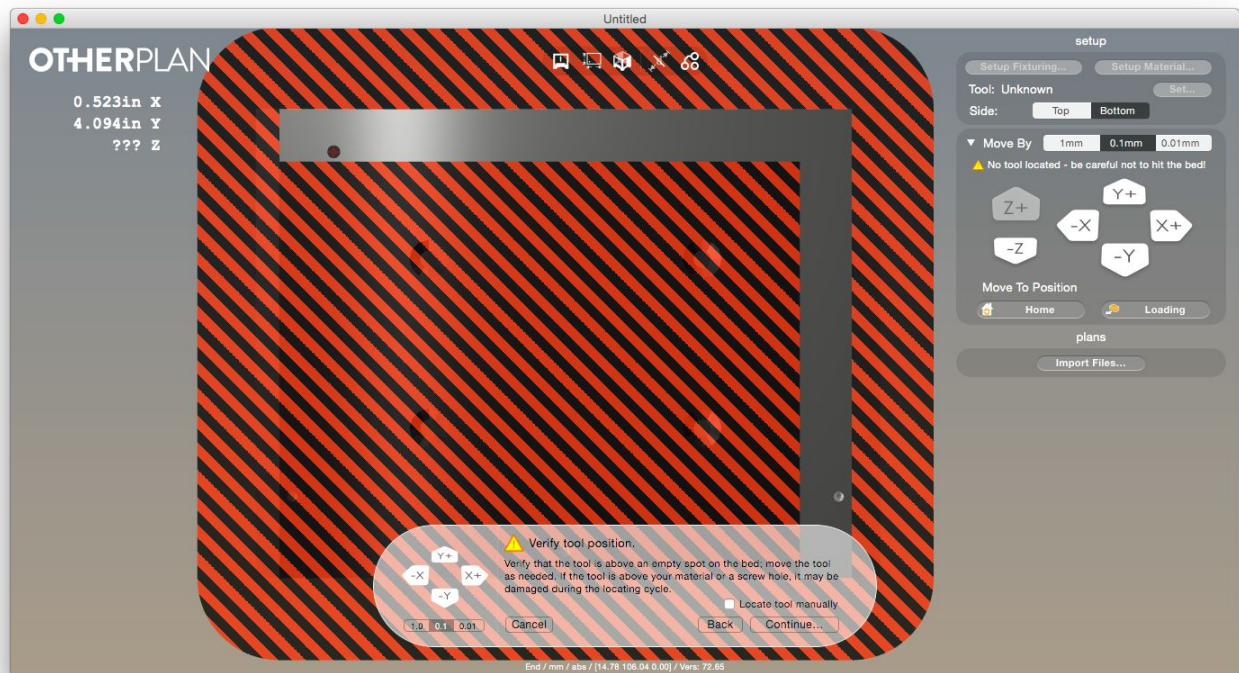 Untitled
OTHERPLAN
0.523in X
4.094in Y
??? Z
setup
Setup Fixturing... Setup Material...
Tool: Unknown Set...
Side: Top Bottom
Move By 1mm 0.1mm 0.01mm
No tool located - be careful not to hit the bed!
Z+ Y+
-X X+
-Z -Y
Move To Position
Home Loading
plans
Import Files...
Verify tool position.
Verify that the tool is above an empty spot on the bed; move the tool
as needed. If the tool is above your material or a screw hole, it may be
damaged during the locating cycle.
Y+
-X X+
-Y
Locate tool manually
1.0 0.1 0.01 Cancel Back Continue...
End / mm / abs / [14.78 106.04 0.00] / Vers: 72.65